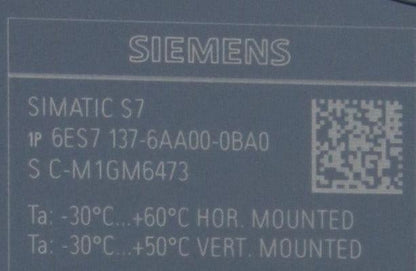 SIEMENS
SIMATIC S7
1P 6ES7 137-6AA00-0BA0
S C-M1GM6473
Ta: -30°C...+60°C HOR. MOUNTED
Ta: -30°C...+50°C VERT. MOUNTED